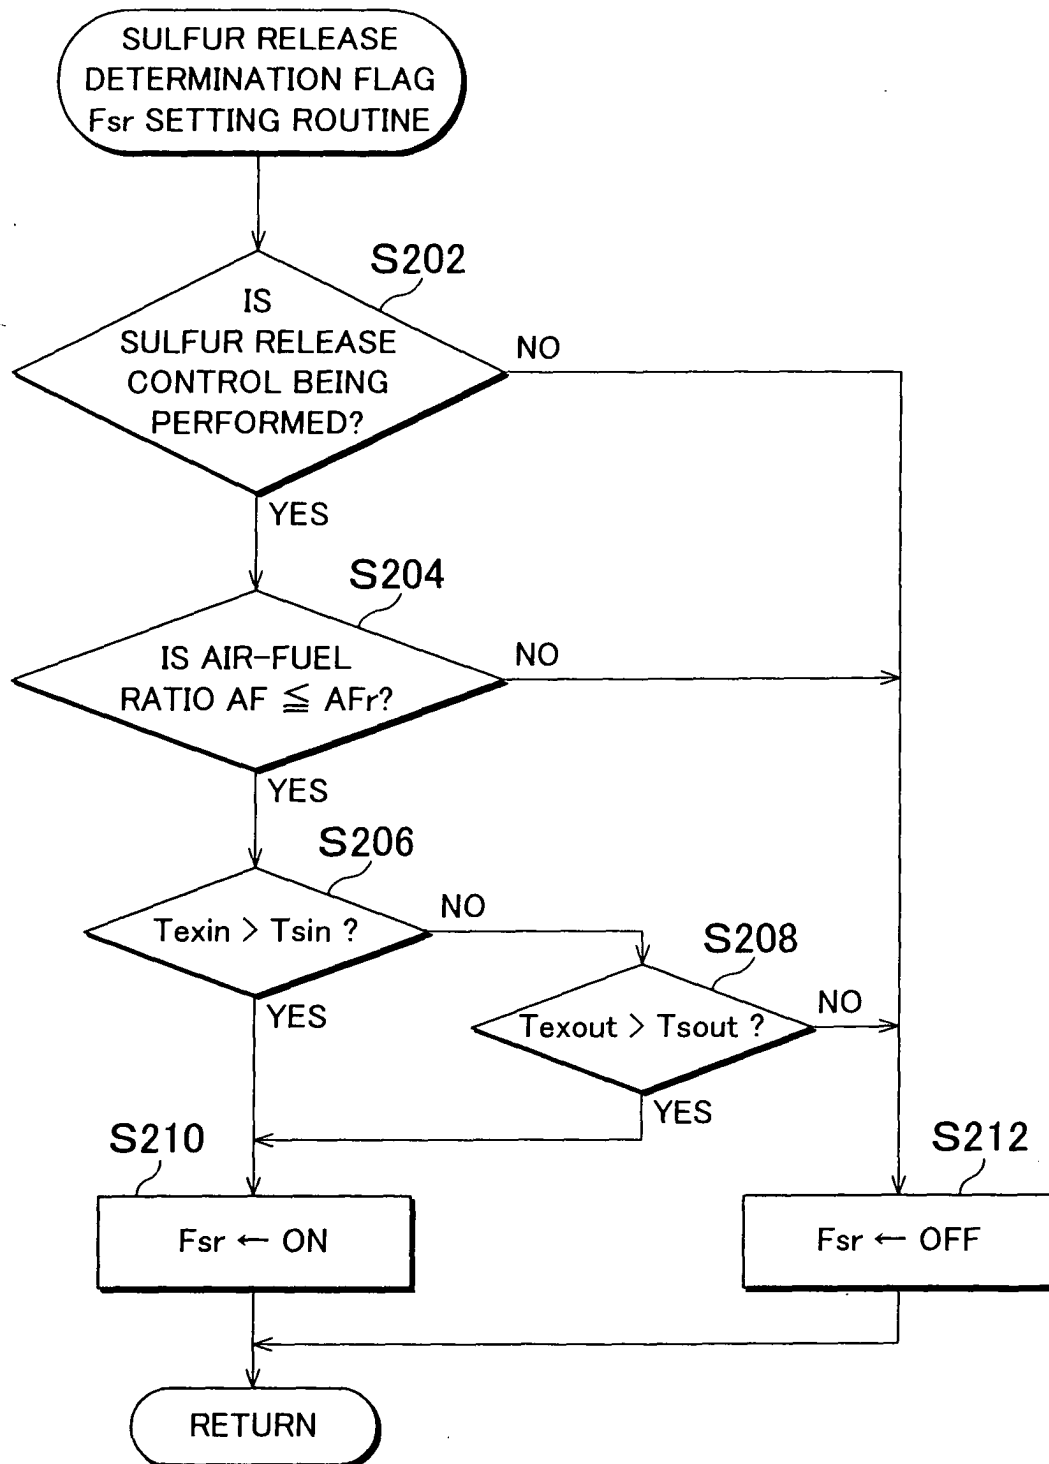 SULFUR RELEASE
DETERMINATION FLAG
Fsr SETTING ROUTINE
S202
IS
SULFUR RELEASE
CONTROL BEING
PERFORMED?
NO
YES
S204
IS AIR-FUEL
RATIO AF ≦ AFr?
NO
YES
S206
Texin > Tsin ?
NO
YES
S208
Texout > Tsout ?
NO
YES
S210
Fsr ← ON
S212
Fsr ← OFF
RETURN